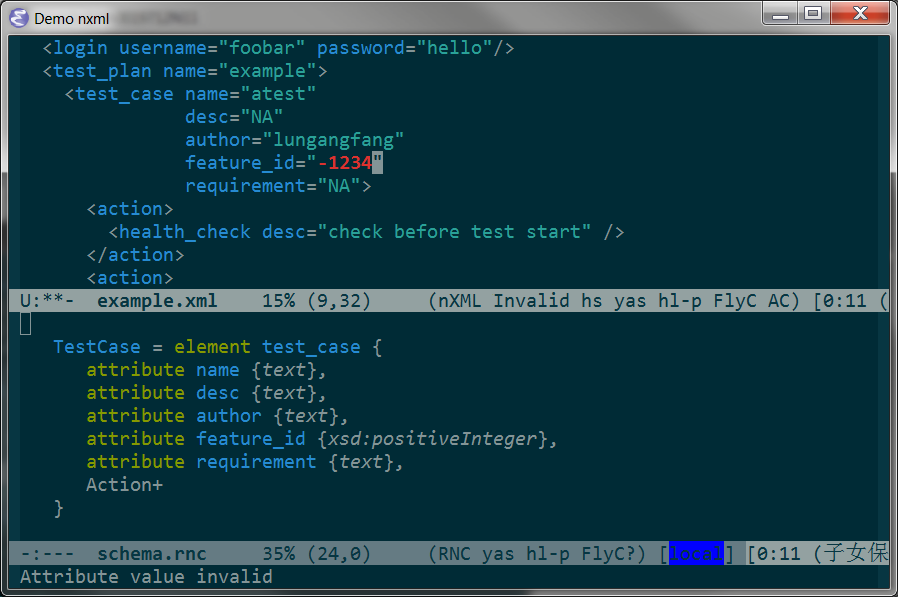 Demo nxml
<login username="foobar" password="hello"/>
<test_plan name="example">
<test_case name="atest"
desc="NA"
author="lungangfang"
feature_id="-1234"
requirement="NA">
<action>
<health_check desc="check before test start" />
</action>
<action>
U:**-  example.xml    15% (9,32)     (nXML Invalid hs yas hl-p FlyC AC) [0:11 (
TestCase = element test_case {
attribute name {text},
attribute desc {text},
attribute author {text},
attribute feature_id {xsd:positiveInteger},
attribute requirement {text},
Action+
}
-:---  schema.rnc     35% (24,0)     (RNC yas hl-p FlyC?) [local] [0:11 (子女保
Attribute value invalid